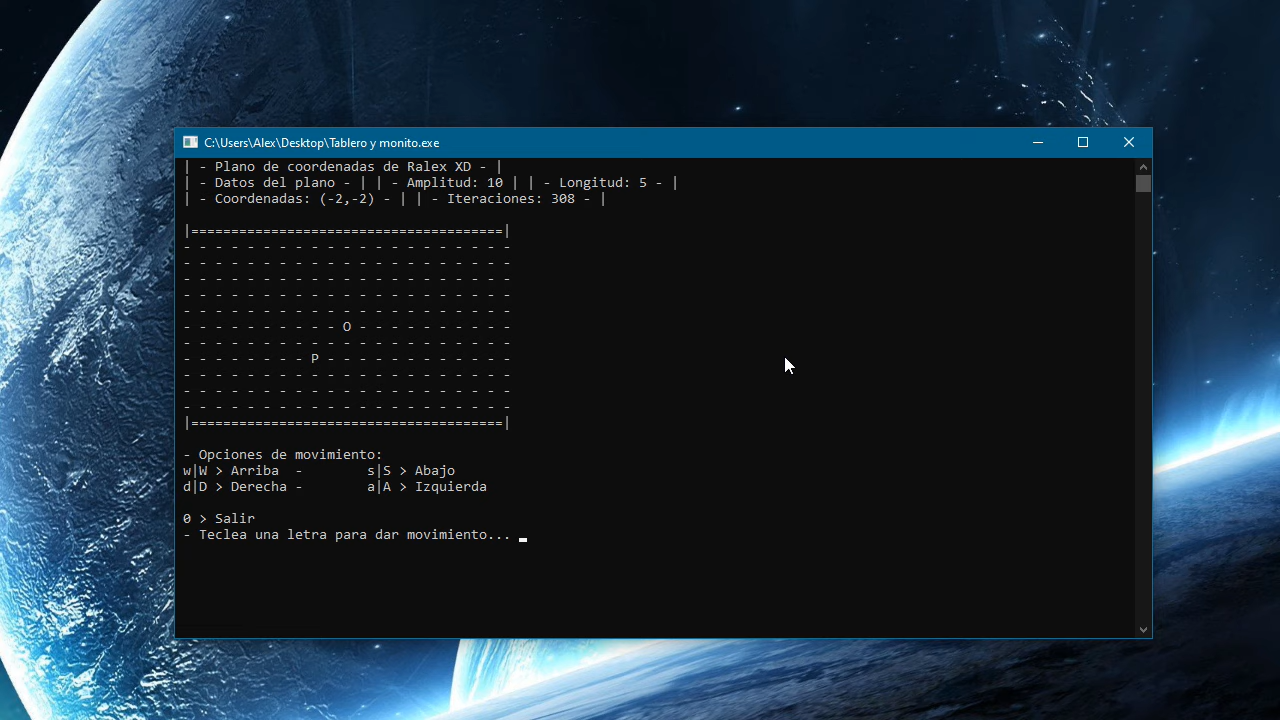 C:\Users\Alex\Desktop\Tablero y monito.exe
| - Plano de coordenadas de Ralex XD - |
| - Datos del plano - | | - Amplitud: 10 | | - Longitud: 5 - |
| - Coordenadas: (-2,-2) - | | - Iteraciones: 308 - |
|=======================================|
- - - - - - - - - - - - - - - - - - - - -
- - - - - - - - - - - - - - - - - - - - -
- - - - - - - - - - - - - - - - - - - - -
- - - - - - - - - - - - - - - - - - - - -
- - - - - - - - - - - - - - - - - - - - -
- - - - - - - - - - O - - - - - - - - - -
- - - - - - - - - - - - - - - - - - - - -
- - - - - - - - P - - - - - - - - - - - -
- - - - - - - - - - - - - - - - - - - - -
- - - - - - - - - - - - - - - - - - - - -
- - - - - - - - - - - - - - - - - - - - -
|=======================================|
- Opciones de movimiento:
w|W > Arriba  -        s|S > Abajo
d|D > Derecha -        a|A > Izquierda
0 > Salir
- Teclea una letra para dar movimiento...